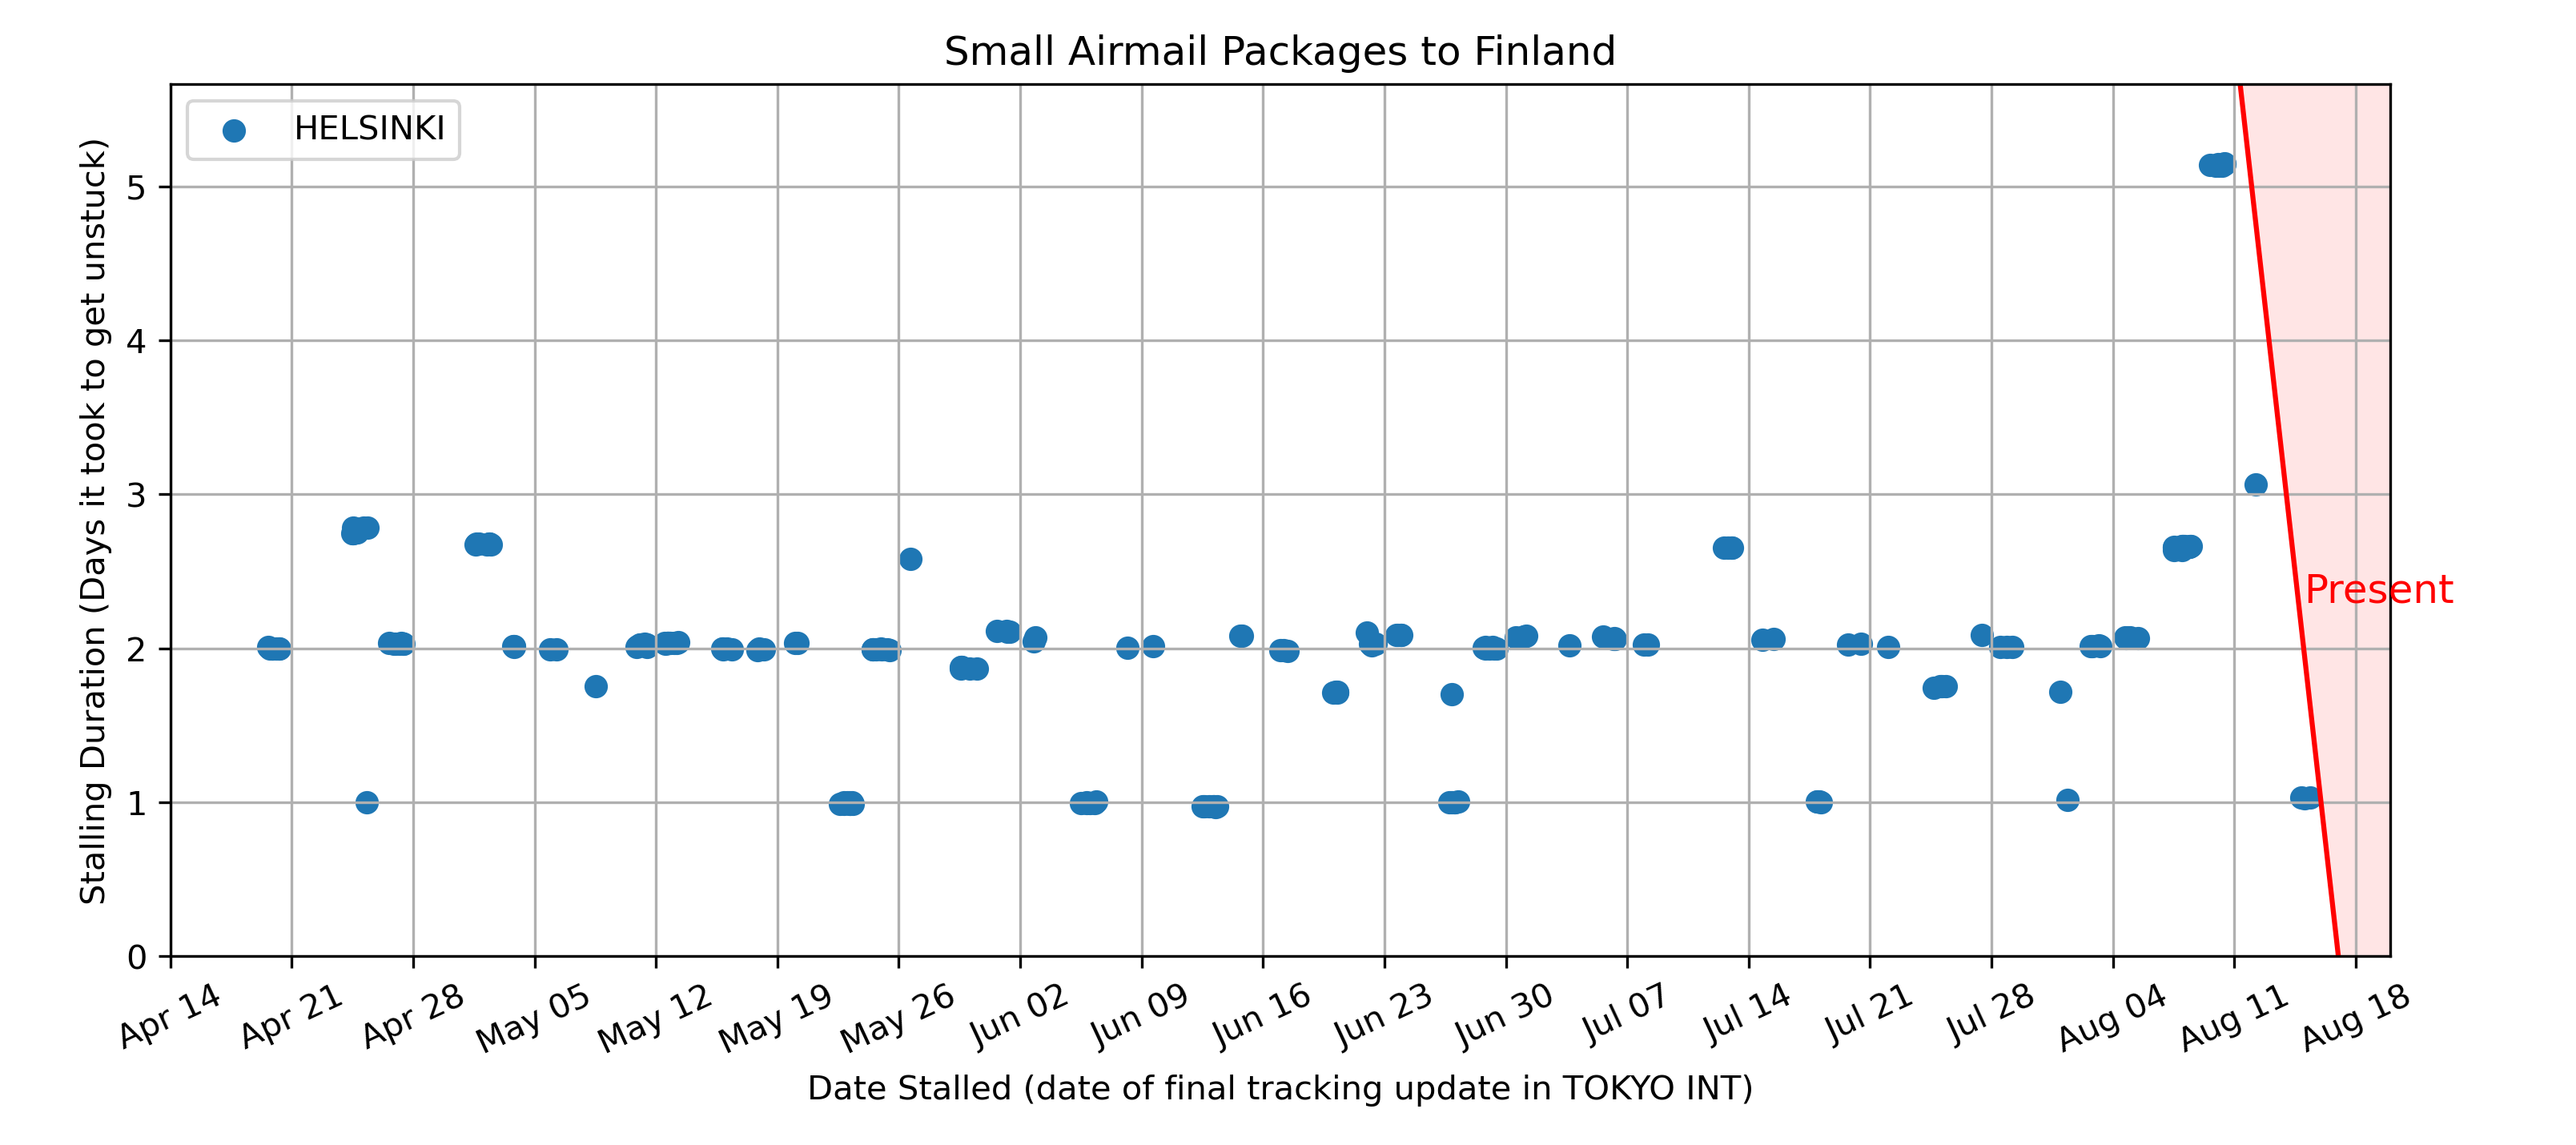 Small Airmail Packages to Finland
HELSINKI
Stalling Duration (Days it took to get unstuck)
5
4
3
2
1
0
Present
Apr 14
Apr 21
Apr 28
May 05
May 12
May 19
May 26
Jun 02
Jun 09
Jun 16
Jun 23
Jun 30
Jul 07
Jul 14
Jul 21
Jul 28
Aug 04
Aug 11
Aug 18
Date Stalled (date of final tracking update in TOKYO INT)